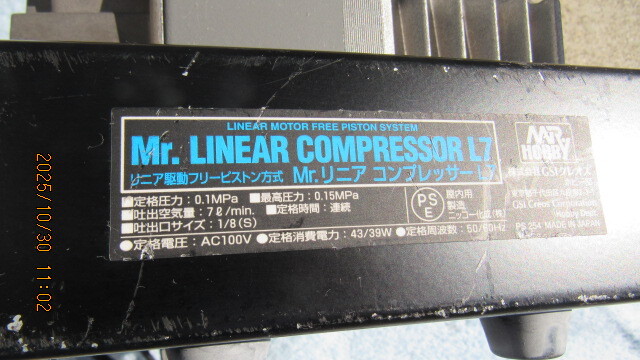 LINEAR MOTOR FREE PISTON SYSTEM
Mr. LINEAR COMPRESSOR L7
リニア駆動フリーピストン方式 Mr.リニア コンプレッサー L7
■定格圧力：0.1MPa ■最高圧力：0.15MPa
■吐出空気量：7ℓ/min. ■定格時間：連続
■吐出口サイズ：1/8(S)
●定格電圧：AC100V ●定格消費電力：43/39W ●定格周波数：50/60Hz
PS
E
屋内用
製造
ニッコー化成(株)
MR.
HOBBY
株式会社GSIクレオス
GSI Creos Corporation
Hobby Dept.
PS 254 MADE IN JAPAN
2025/10/30 11:02